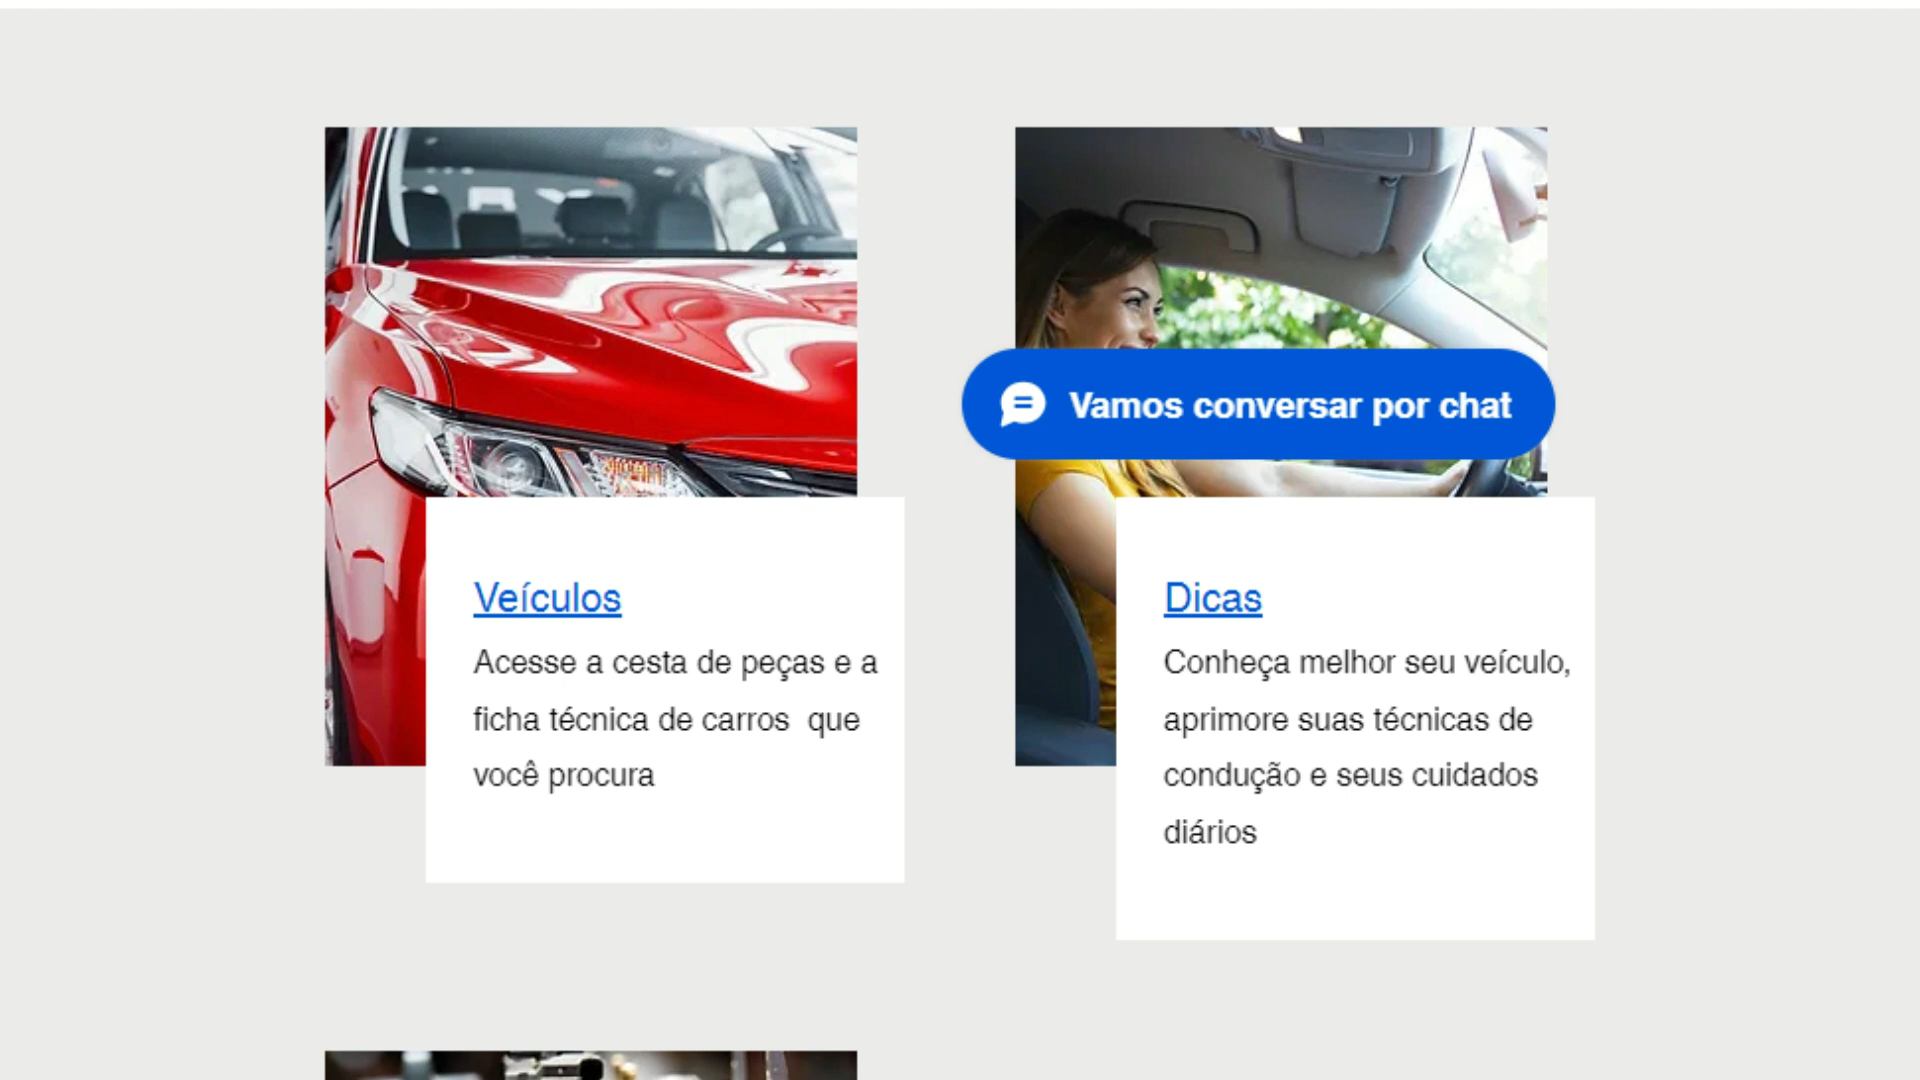 Vamos conversar por chat
Veículos
Acesse a cesta de peças e a
ficha técnica de carros  que
você procura
Dicas
Conheça melhor seu veículo,
aprimore suas técnicas de
condução e seus cuidados
diários